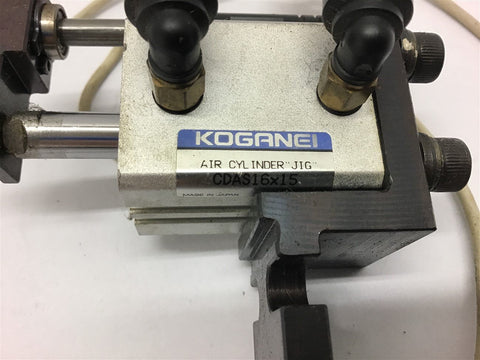 KOGANEI
AIR CYLINDER"JIG"
CDAS16x15
MADE IN JAPAN